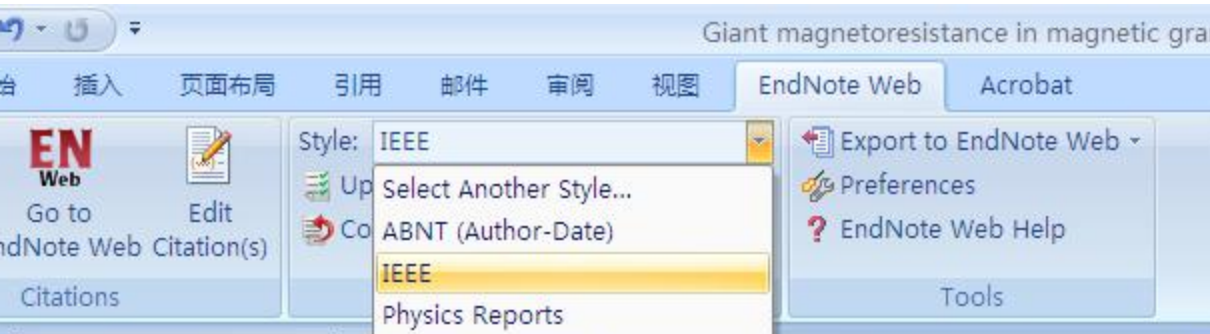 Giant magnetoresistance in magnetic gra
插入 页面布局 引用 邮件 审阅 视图 EndNote Web Acrobat
EN
Web
Go to
ndNote Web
Edit
Citation(s)
Citations
Style: IEEE
Up
Co
Select Another Style...
ABNT (Author-Date)
IEEE
Physics Reports
Export to EndNote Web
Preferences
EndNote Web Help
Tools